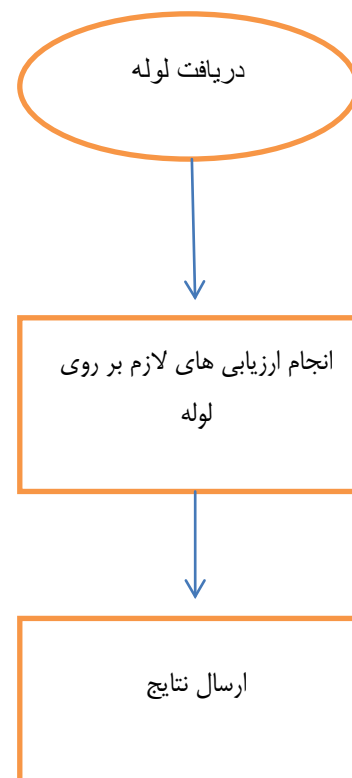 دریافت لوله
انجام ارزیابی های لازم بر روی
لوله
ارسال نتایج